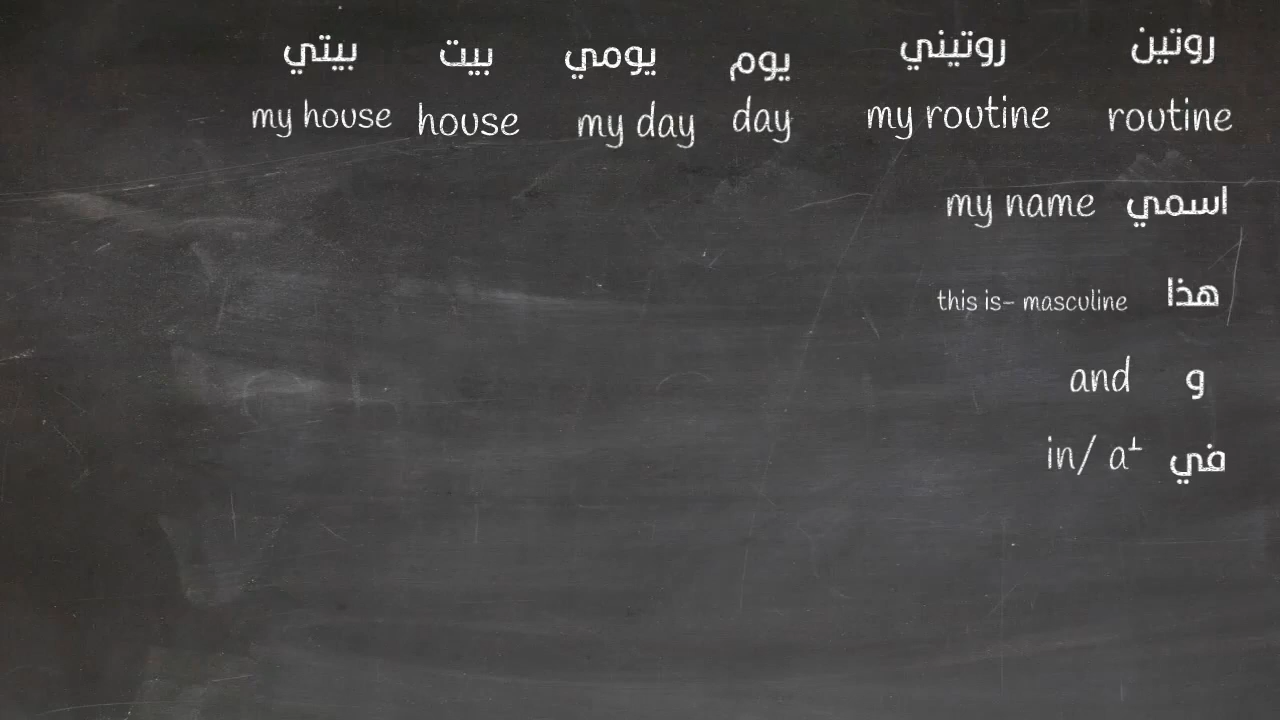 روتين روتيني يوم يومي بيت بيتي
routine my routine day my day house my house
اسمي my name
هذا this is- masculine
و and
في in/ at